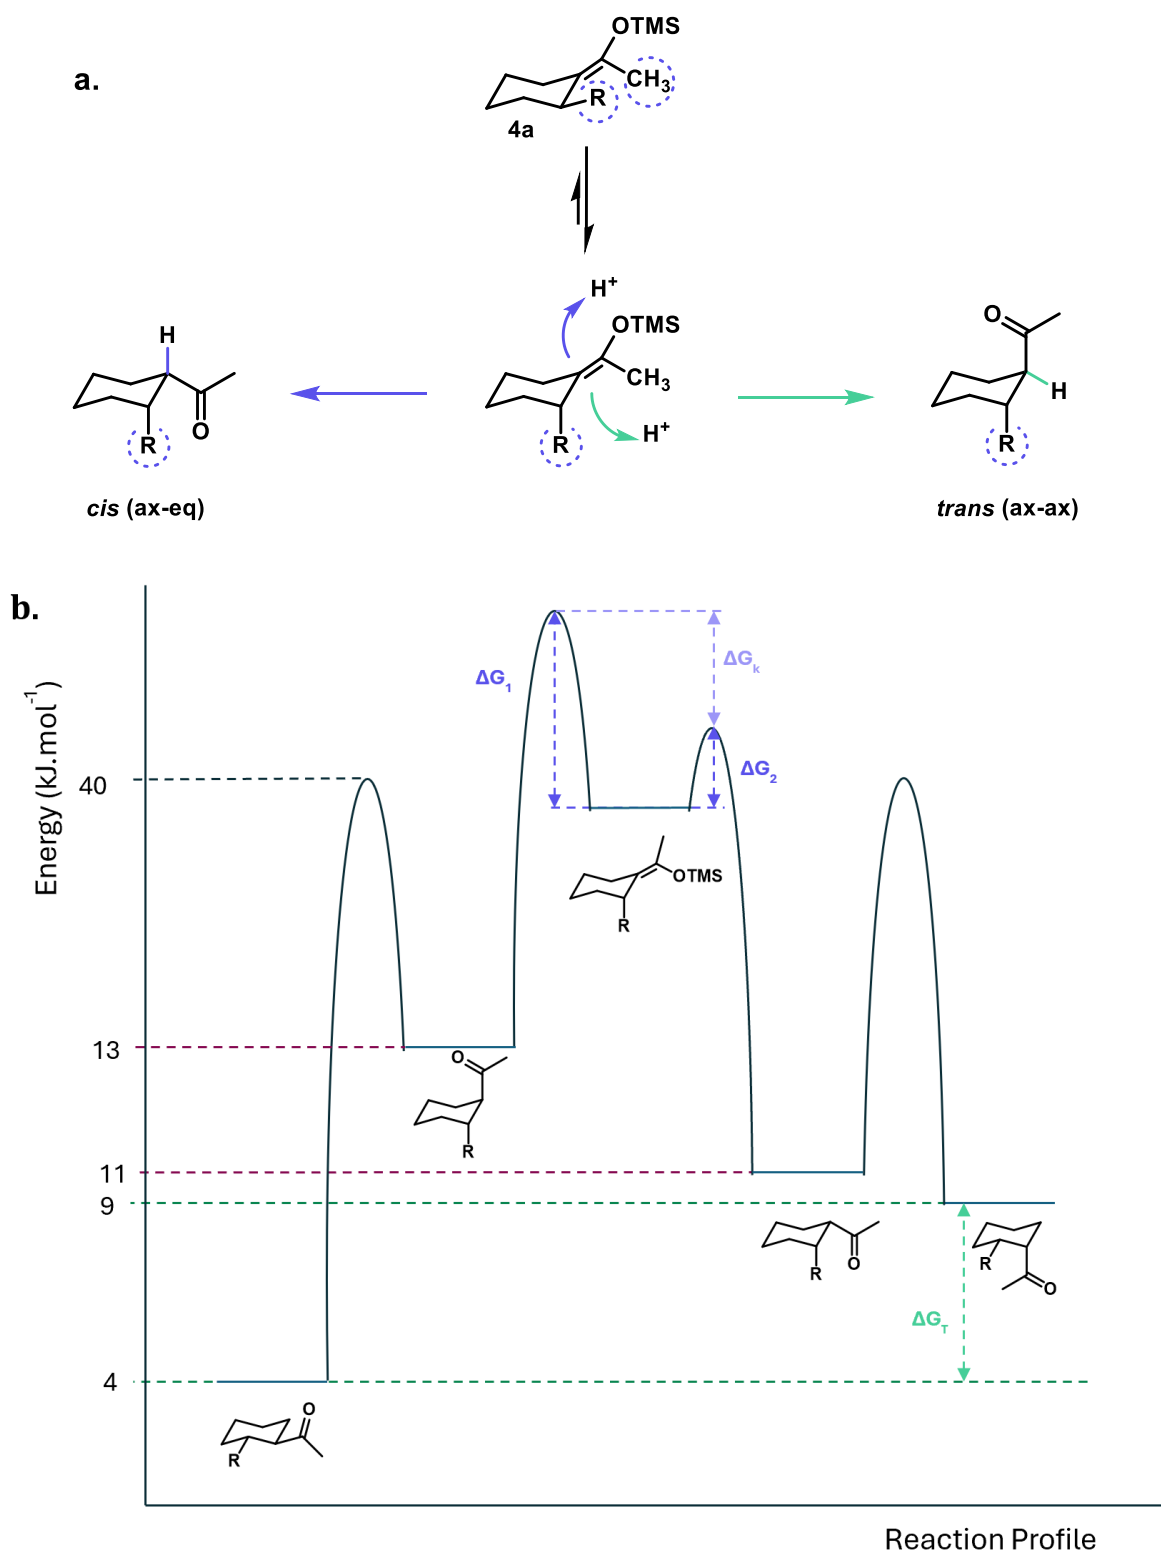 a.
OTMS
CH3
R
4a
H+
OTMS
CH3
R
H+
H
O
R
cis (ax-eq)
O
H
R
trans (ax-ax)
b.
Energy (kJ.mol-1)
ΔG1
ΔGk
ΔG2
40
OTMS
R
13
O
R
11
9
R
O
R
O
ΔGT
4
O
R
Reaction Profile